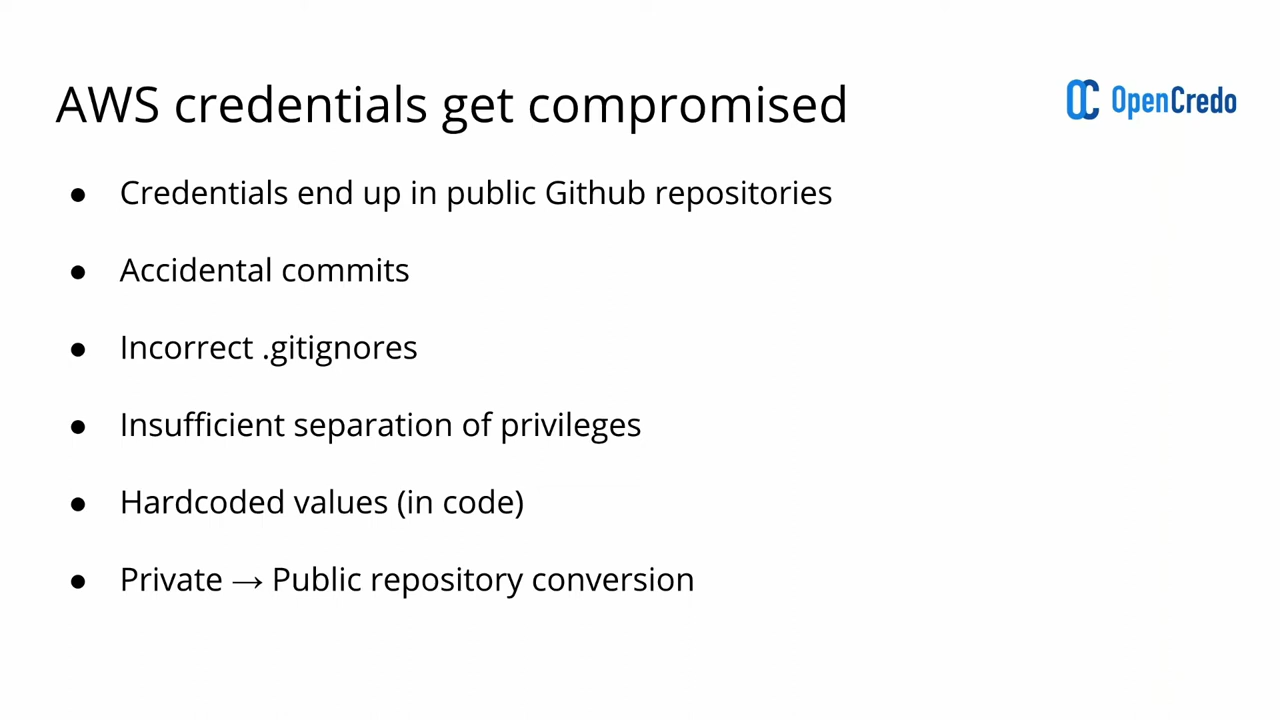 AWS credentials get compromised
OpenCredo
● Credentials end up in public Github repositories
● Accidental commits
● Incorrect .gitignores
● Insufficient separation of privileges
● Hardcoded values (in code)
● Private → Public repository conversion